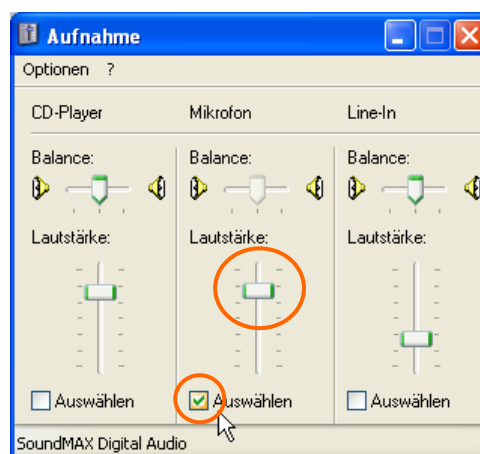 Aufnahme
Optionen ?
CD-Player Mikrofon Line-In
Balance: Balance: Balance:
Lautstärke: Lautstärke: Lautstärke:
Auswählen Auswählen Auswählen
SoundMAX Digital Audio